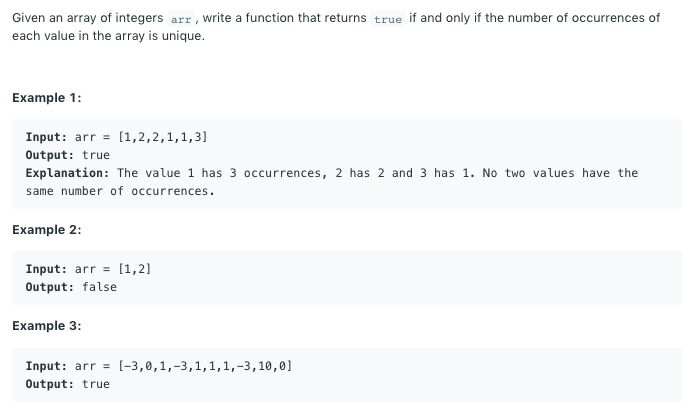 Given an array of integers arr, write a function that returns true if and only if the number of occurrences of
each value in the array is unique.
Example 1:
Input: arr = [1,2,2,1,1,3]
Output: true
Explanation: The value 1 has 3 occurrences, 2 has 2 and 3 has 1. No two values have the
same number of occurrences.
Example 2:
Input: arr = [1,2]
Output: false
Example 3:
Input: arr = [-3,0,1,-3,1,1,1,-3,10,0]
Output: true